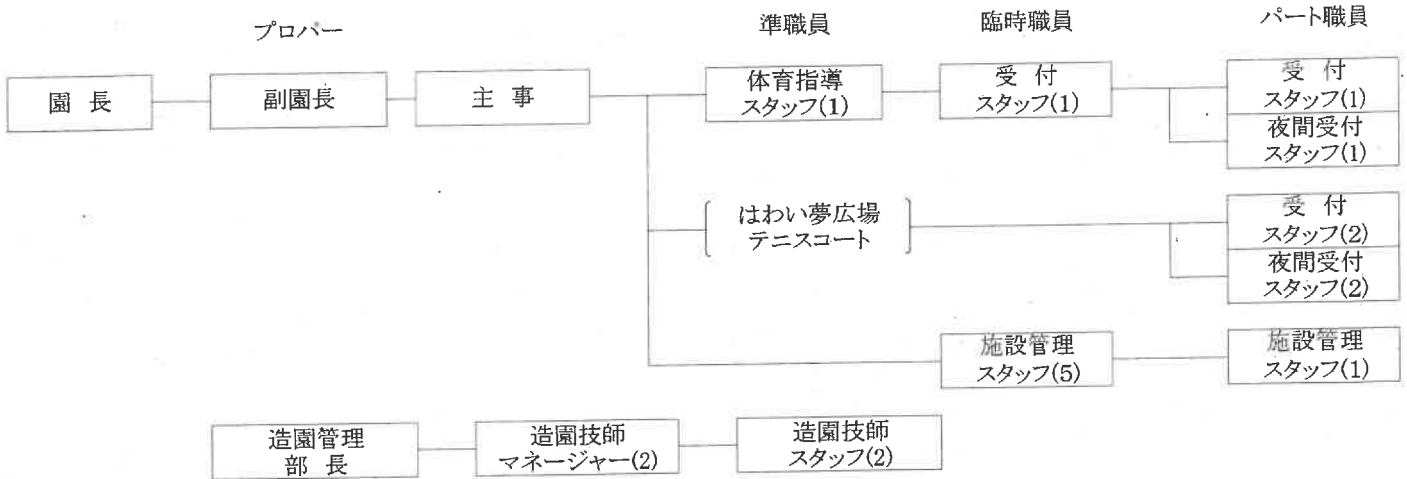 プロパー 準職員 臨時職員 パート職員
園 長 副園長 主 事
体育指導
スタッフ(1)
受 付
スタッフ(1)
受 付
スタッフ(1)
夜間受付
スタッフ(1)
はわい夢広場
テニスコート
受 付
スタッフ(2)
夜間受付
スタッフ(2)
施設管理
スタッフ(5)
施設管理
スタッフ(1)
造園管理
部 長
造園技師
マネージャー(2)
造園技師
スタッフ(2)